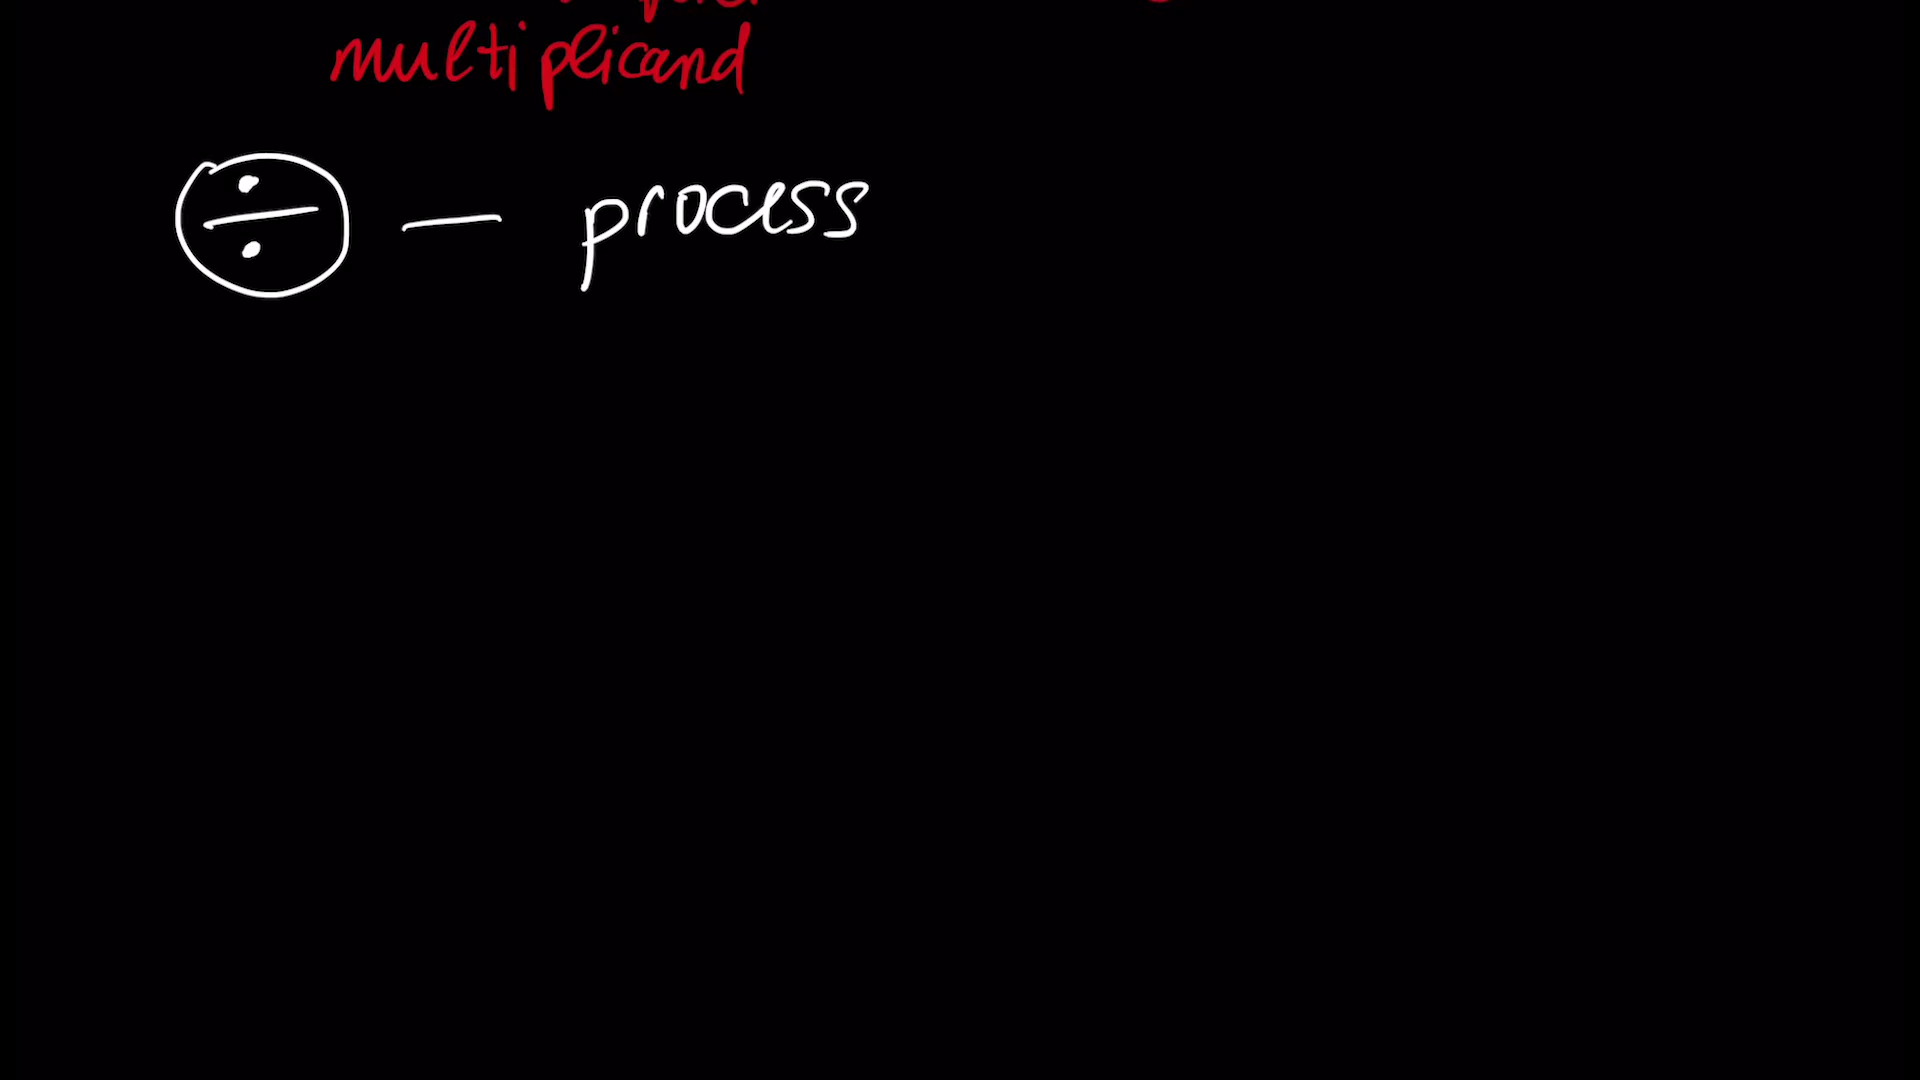 multiplicand
÷ — process